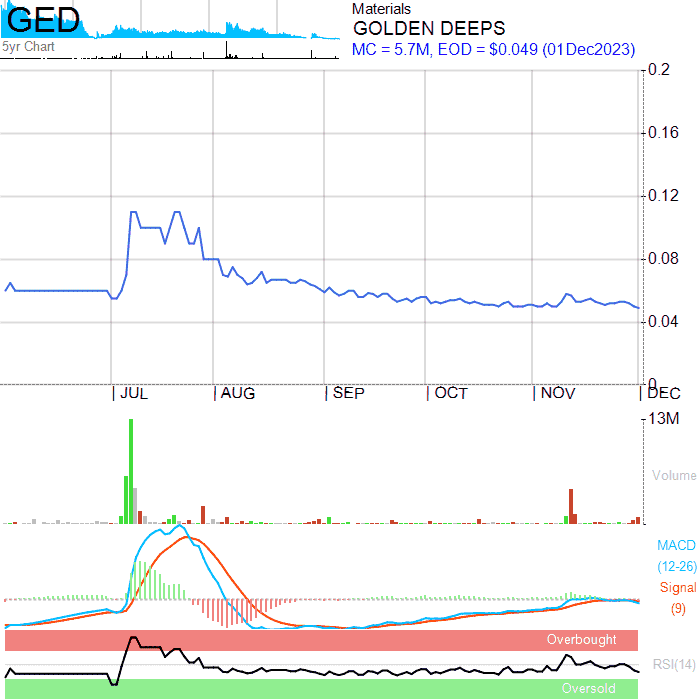 GED
5yr Chart
Materials
GOLDEN DEEPS
MC = 5.7M, EOD = $0.049 (01Dec2023)
0.2
0.16
0.12
0.08
0.04
0
JUL
AUG
SEP
OCT
NOV
DEC
13M
Volume
MACD
(12-26)
Signal
(9)
Overbought
RSI(14)
Oversold